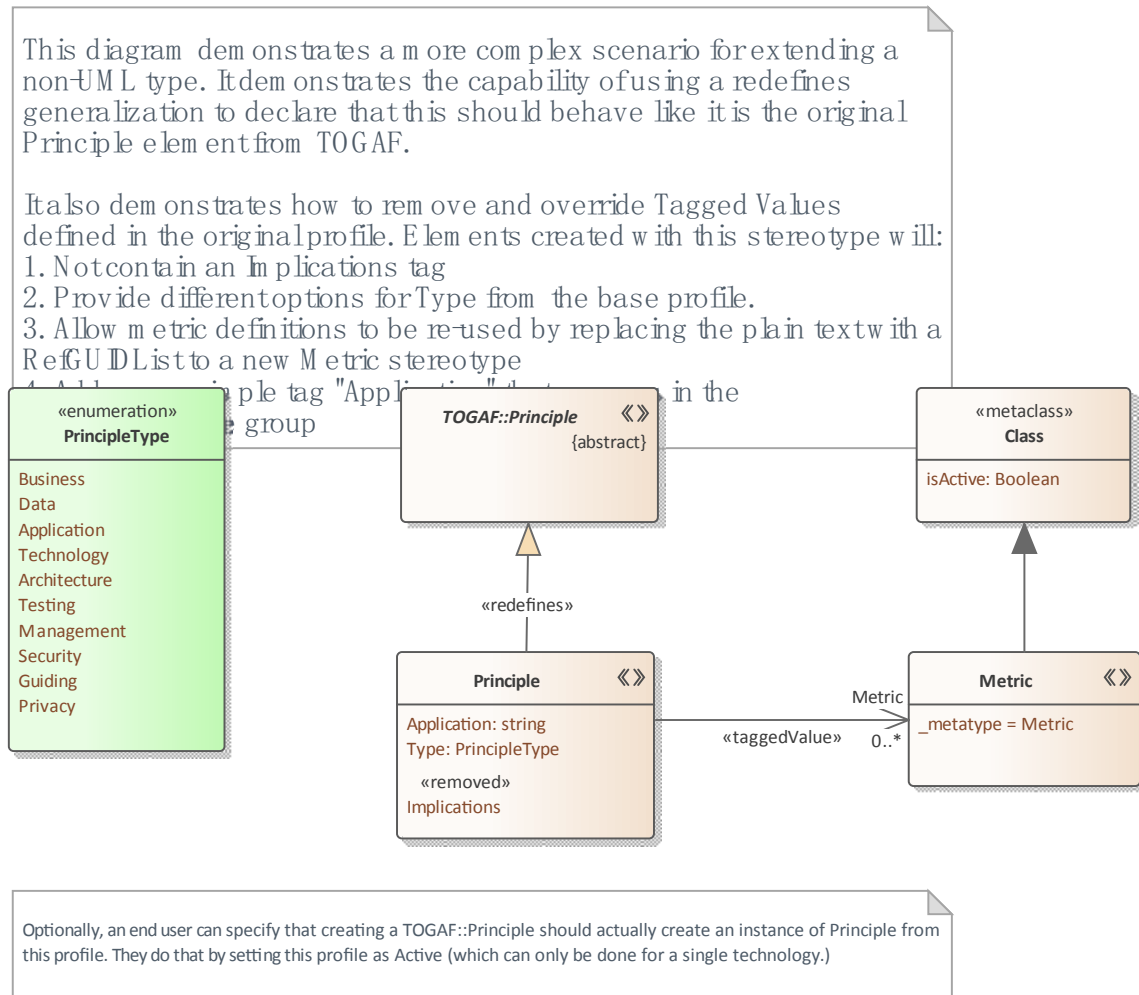 This diagram demonstrates a more complex scenario for extending a
non-UML type. It demonstrates the capability of using a redefines
generalization to declare that this should behave like it is the original
Principle element from TOGAF.
It also demonstrates how to remove and override Tagged Values
defined in the original profile. Elements created with this stereotype will:
1. Not contain an Implications tag
2. Provide different options for Type from the base profile.
3. Allow metric definitions to be re-used by replacing the plain text with a
RefGUIDList to a new Metric stereotype
tag "Application" in the
group
«enumeration»
PrincipleType
Business
Data
Application
Technology
Architecture
Testing
Management
Security
Guiding
Privacy
TOGAF::Principle
{abstract}
«metaclass»
Class
isActive: Boolean
«redefines»
Principle
Application: string
Type: PrincipleType
«removed»
Implications
Metric
«taggedValue»
0..*
Metric
_metatype = Metric
Optionally, an end user can specify that creating a TOGAF::Principle should actually create an instance of Principle from
this profile. They do that by setting this profile as Active (which can only be done for a single technology.)